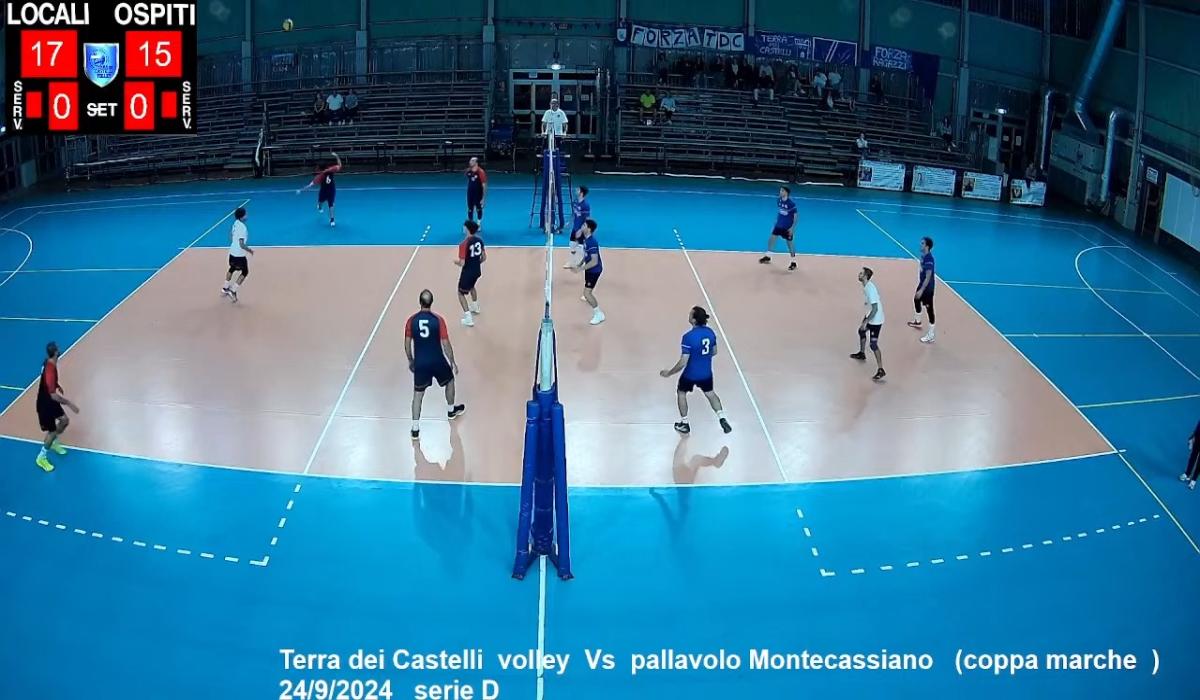 LOCALI OSPITI
17 15
SERV. 0 SET 0 SERV.
FORZA TDC
TERRA
CASTELLI
FORZA
RAGAZZI
6
13
5
3
Terra dei Castelli volley Vs pallavolo Montecassiano (coppa marche )
24/9/2024 serie D